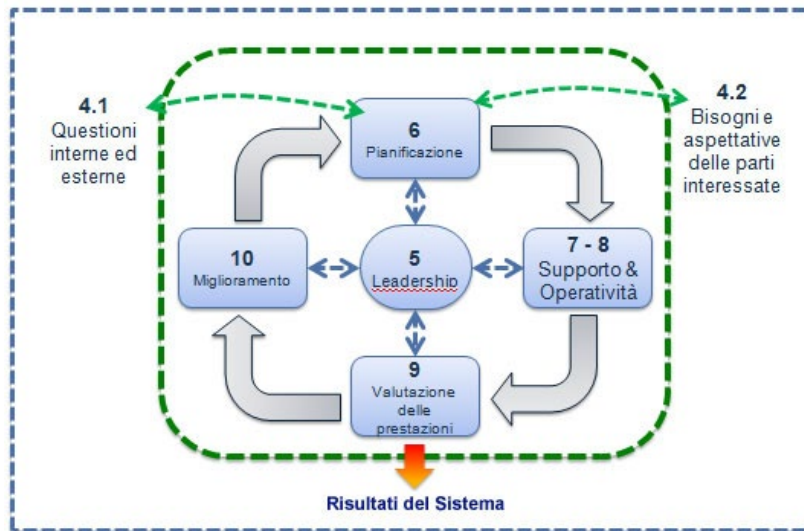 4.1
Questioni
interne ed
esterne
4.2
Bisogni e
aspettative
delle parti
interessate
6
Pianificazione
10
Miglioramento
5
Leadership
7 - 8
Supporto &
Operatività
9
Valutazione
delle
prestazioni
Risultati del Sistema